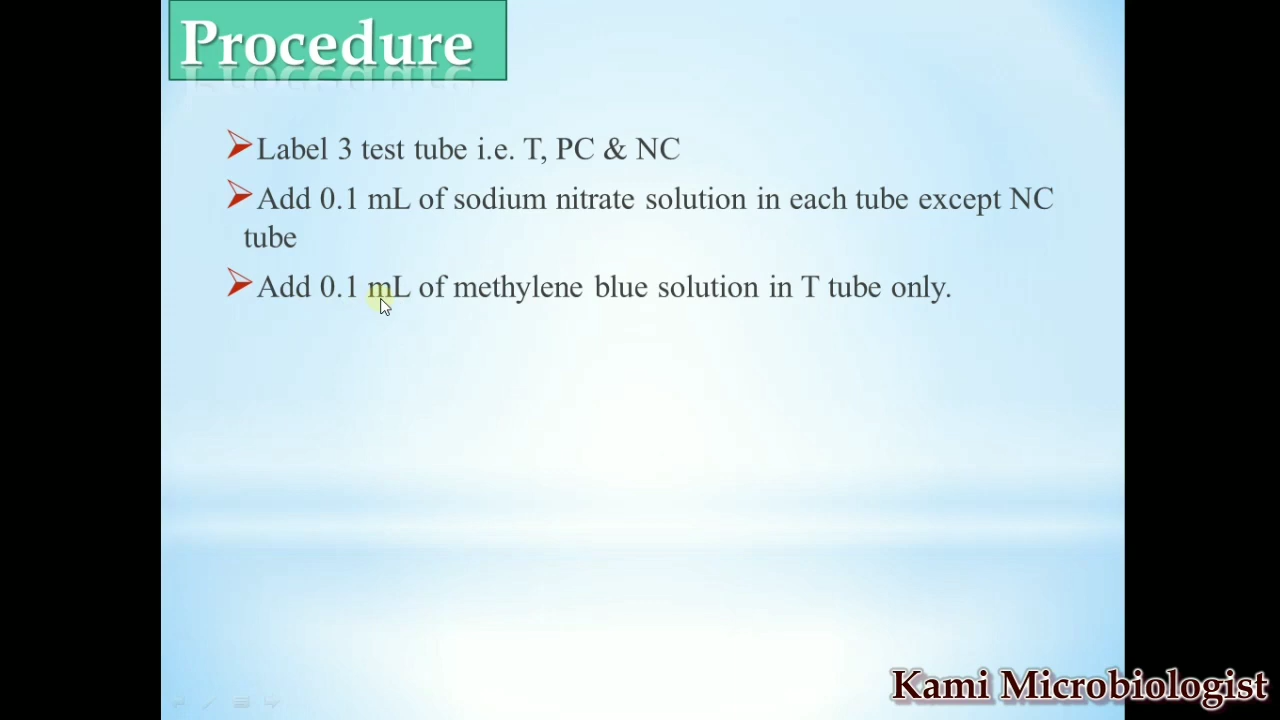 Procedure
Label 3 test tube i.e. T, PC & NC
Add 0.1 mL of sodium nitrate solution in each tube except NC
tube
Add 0.1 mL of methylene blue solution in T tube only.
Kami Microbiologist